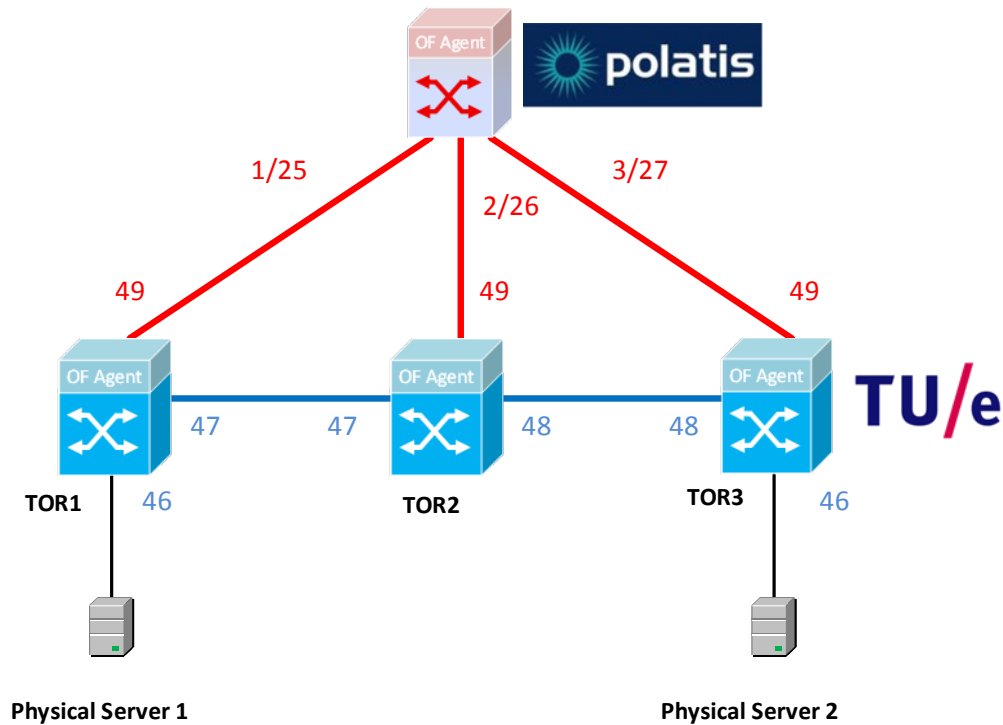 OF Agent
polatis
1/25
3/27
2/26
49
49
49
OF Agent
OF Agent
OF Agent
TU/e
47
47
48
48
TOR1
46
TOR2
TOR3
46
Physical Server 1
Physical Server 2